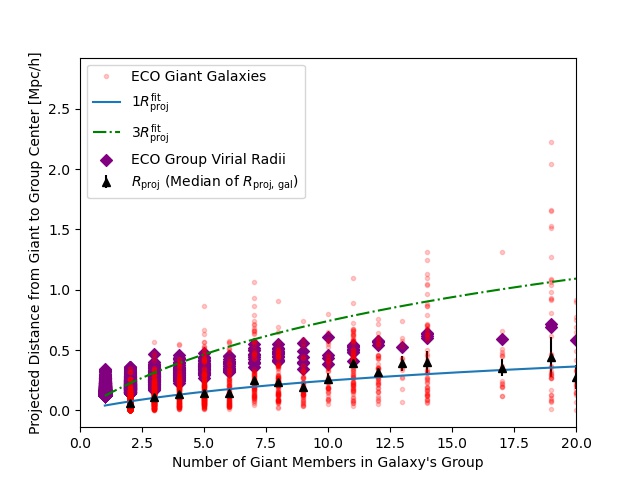 ECO Giant Galaxies
1R_proj^fit
3R_proj^fit
ECO Group Virial Radii
R_proj (Median of R_proj, gal)
Projected Distance from Giant to Group Center [Mpc/h]
2.5
2.0
1.5
1.0
0.5
0.0
0.0 2.5 5.0 7.5 10.0 12.5 15.0 17.5 20.0
Number of Giant Members in Galaxy's Group